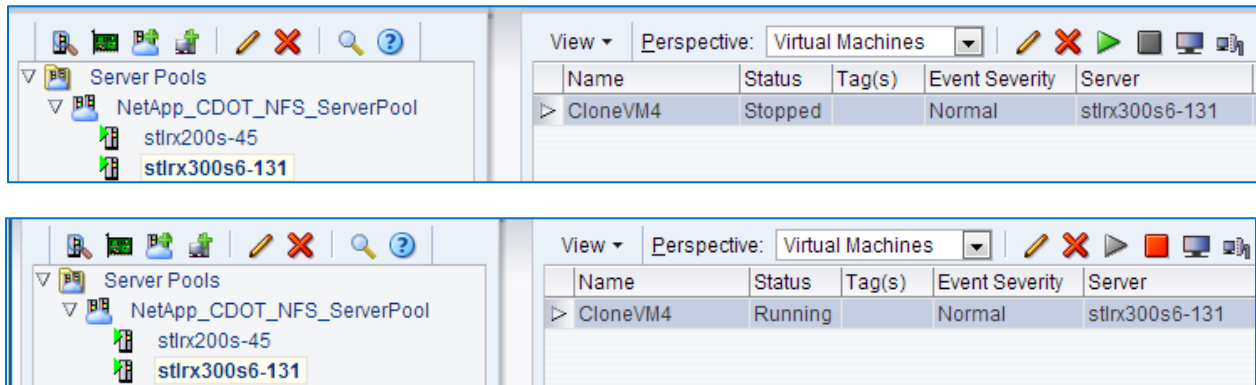 View Perspective: Virtual Machines
Server Pools
Name Status Tag(s) Event Severity Server
NetApp_CDOT_NFS_ServerPool
CloneVM4 Stopped Normal stlrx300s6-131
stlrx200s-45
stlrx300s6-131
View Perspective: Virtual Machines
Server Pools
Name Status Tag(s) Event Severity Server
NetApp_CDOT_NFS_ServerPool
CloneVM4 Running Normal stlrx300s6-131
stlrx200s-45
stlrx300s6-131